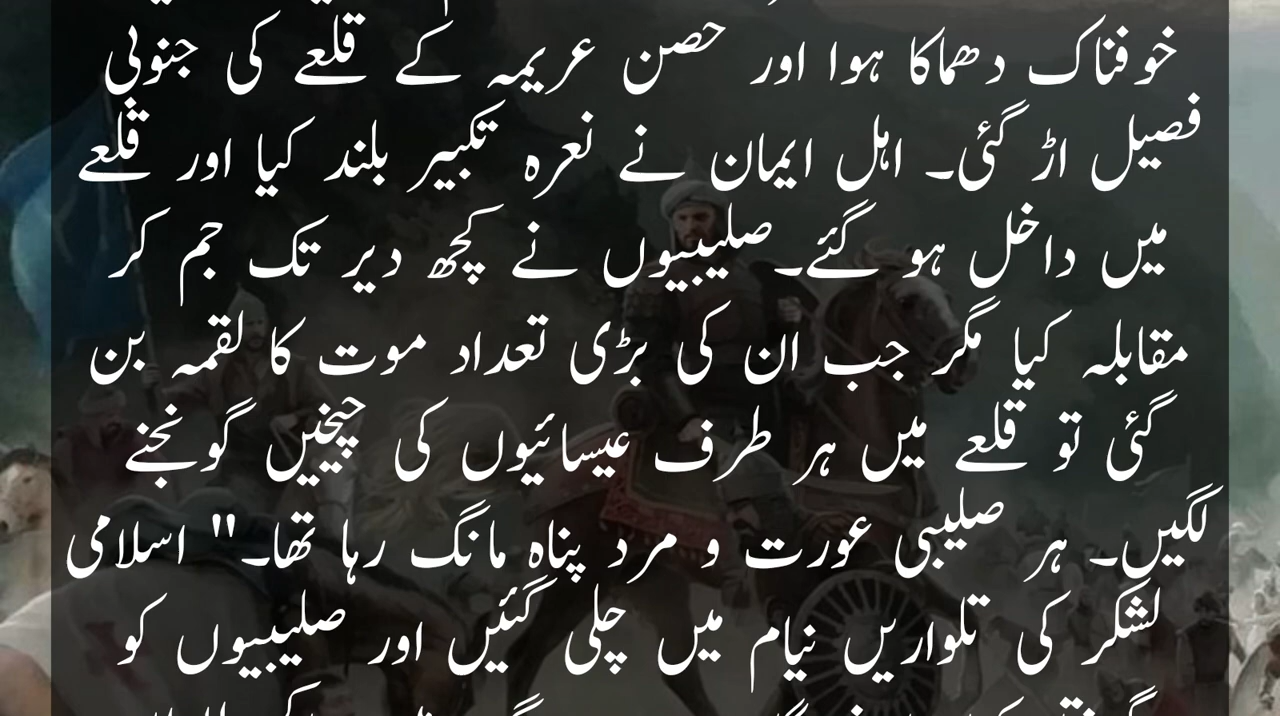 خوفناک دھماکا ہوا اور حصن عریمہ کے قلعے کی جنوبی
فصیل اڑ گئی۔ اہل ایمان نے نعرہ تکبیر بلند کیا اور قلعے
میں داخل ہو گئے۔ صلیبیوں نے کچھ دیر تک جم کر
مقابلہ کیا مگر جب ان کی بڑی تعداد موت کا لقمہ بن
گئی تو قلعے میں ہر طرف عیسائیوں کی چیخیں گونجنے
لگیں۔ ہر صلیبی عورت و مرد پناہ مانگ رہا تھا۔" اسلامی
لشکر کی تلواریں نیام میں چلی گئیں اور صلیبیوں کو